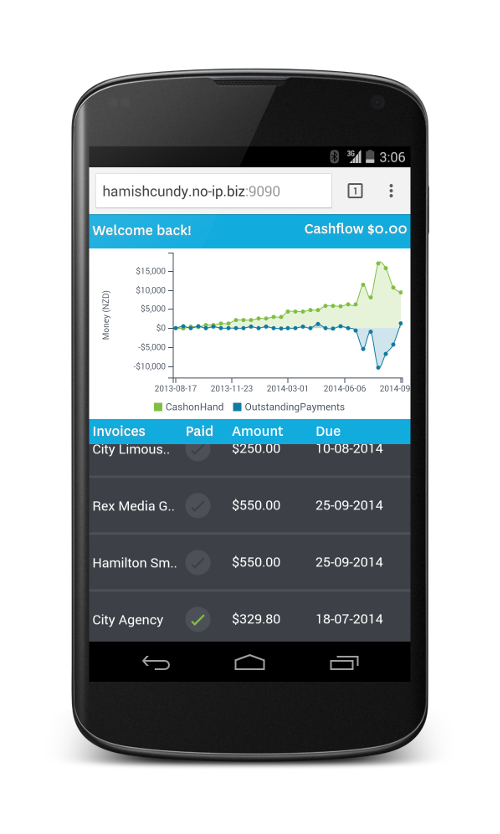 3G 3:06
hamishcundy.no-ip.biz:9090 1
Welcome back! Cashflow $0.00
Money (NZD)
$15,000
$10,000
$5,000
$0
-$5,000
-$10,000
2013-08-17 2013-11-23 2014-03-01 2014-06-06 2014-09
CashonHand OutstandingPayments
Invoices Paid Amount Due
City Limous.. $250.00 10-08-2014
Rex Media G.. $550.00 25-09-2014
Hamilton Sm.. $550.00 25-09-2014
City Agency $329.80 18-07-2014